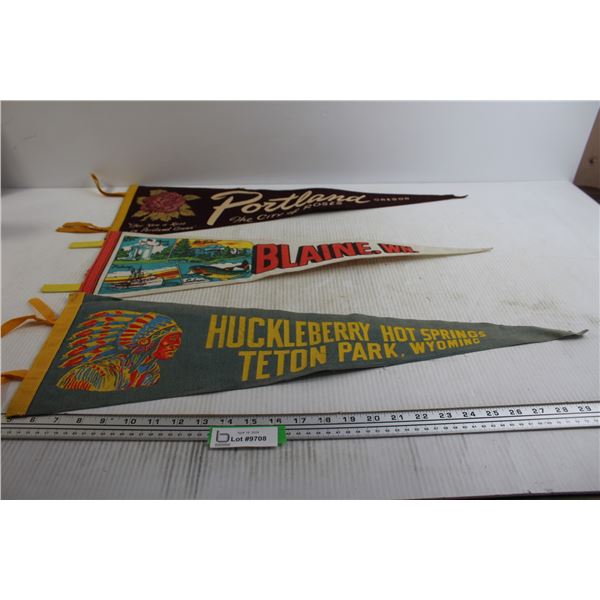 Portland
OREGON
The CITY of ROSES
BLAINE, WA.
HUCKLEBERRY HOT SPRINGS
TETON PARK, WYOMING
6 7 8 9 10 11 12 13 14 15 16 17 18 19 20 21 22 23 24 25 26 27 28 29
Lot #9708